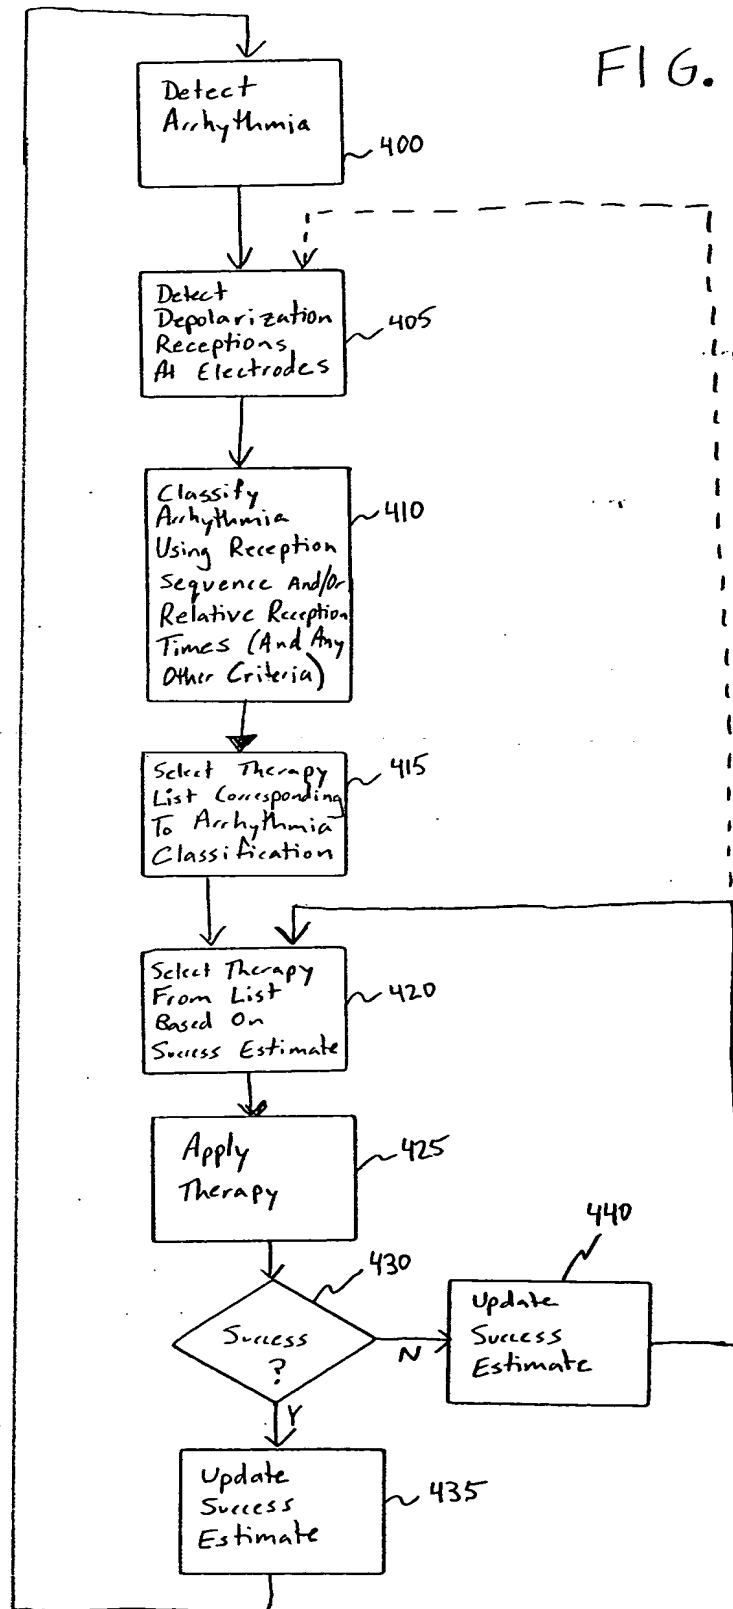 FIG.
Detect
Arrhythmia
400
Detect
Depolarization
Receptions
At Electrodes
405
Classify
Arrhythmia
Using Reception
Sequence And/Or
Relative Reception
Times (And Any
Other Criteria)
410
Select Therapy
List Corresponding
To Arrhythmia
Classification
415
Select Therapy
From List
Based On
Success Estimate
420
Apply
Therapy
425
Success
?
430
N
Y
Update
Success
Estimate
440
Update
Success
Estimate
435